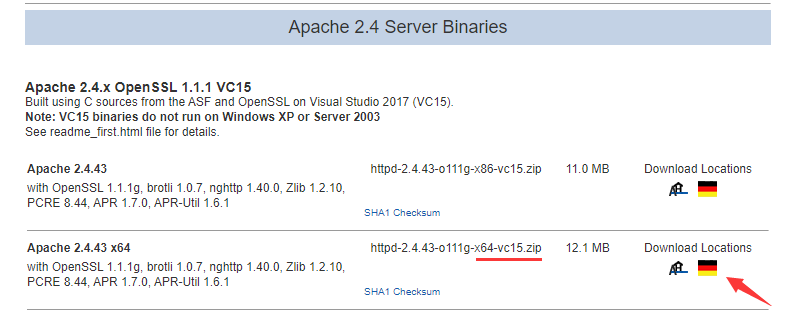 Apache 2.4 Server Binaries
Apache 2.4.x OpenSSL 1.1.1 VC15
Built using C sources from the ASF and OpenSSL on Visual Studio 2017 (VC15).
Note: VC15 binaries do not run on Windows XP or Server 2003
See readme_first.html file for details.
Apache 2.4.43 httpd-2.4.43-o111g-x86-vc15.zip 11.0 MB Download Locations
with OpenSSL 1.1.1g, brotli 1.0.7, nghttp 1.40.0, Zlib 1.2.10,
PCRE 8.44, APR 1.7.0, APR-Util 1.6.1
SHA1 Checksum
Apache 2.4.43 x64 httpd-2.4.43-o111g-x64-vc15.zip 12.1 MB Download Locations
with OpenSSL 1.1.1g, brotli 1.0.7, nghttp 1.40.0, Zlib 1.2.10,
PCRE 8.44, APR 1.7.0, APR-Util 1.6.1
SHA1 Checksum